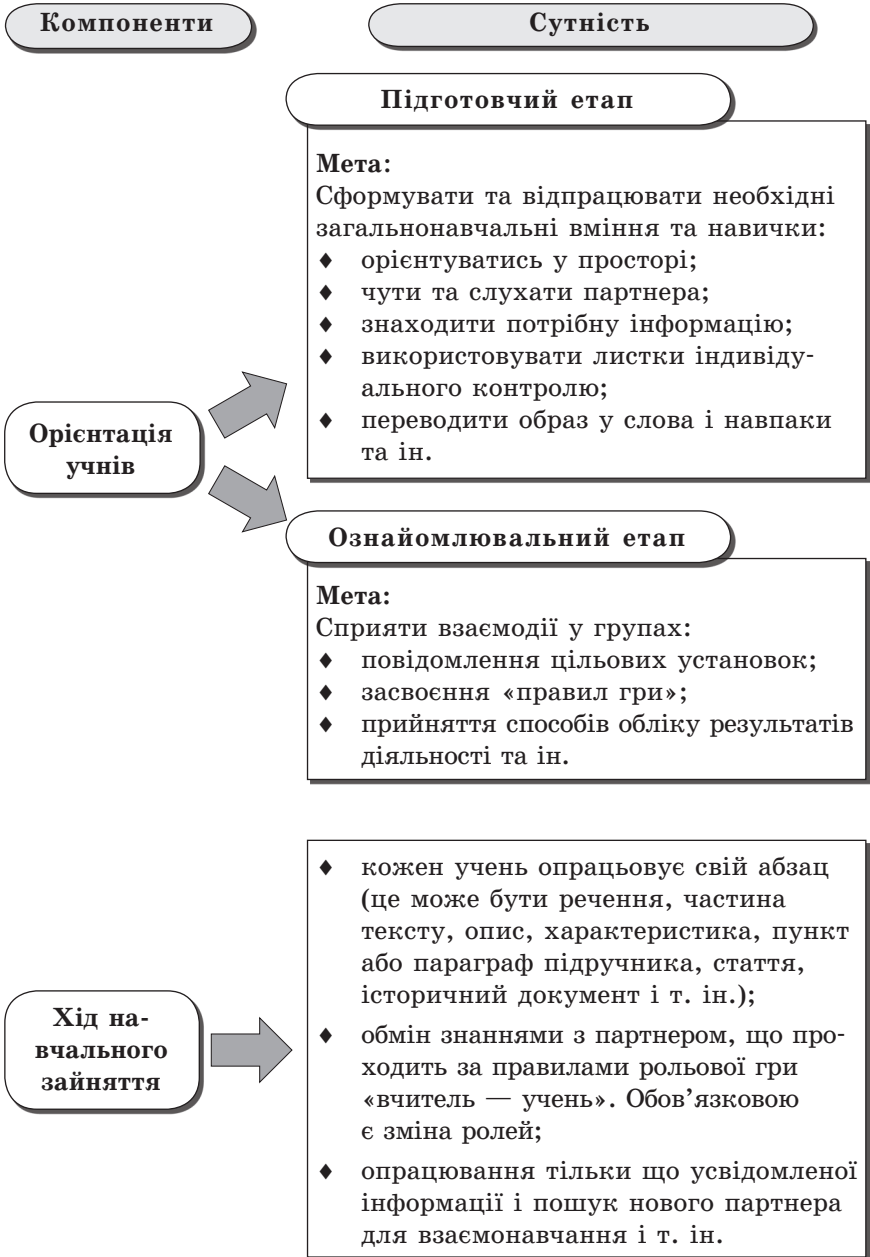 Компоненти
Сутність
Підготовчий етап
Мета:
Сформувати та відпрацювати необхідні
загальнонавчальні вміння та навички:
♦ орієнтуватись у просторі;
♦ чути та слухати партнера;
♦ знаходити потрібну інформацію;
♦ використовувати листки індивіду-
ального контролю;
♦ переводити образ у слова і навпаки
та ін.
Орієнтація
учнів
Ознайомлювальний етап
Мета:
Сприяти взаємодії у групах:
♦ повідомлення цільових установок;
♦ засвоєння «правил гри»;
♦ прийняття способів обліку результатів
діяльності та ін.
Хід на-
вчального
зайняття
♦ кожен учень опрацьовує свій абзац
(це може бути речення, частина
тексту, опис, характеристика, пункт
або параграф підручника, стаття,
історичний документ і т. ін.);
♦ обмін знаннями з партнером, що про-
ходить за правилами рольової гри
«вчитель — учень». Обов’язковою
є зміна ролей;
♦ опрацювання тільки що усвідомленої
інформації і пошук нового партнера
для взаємонавчання і т. ін.